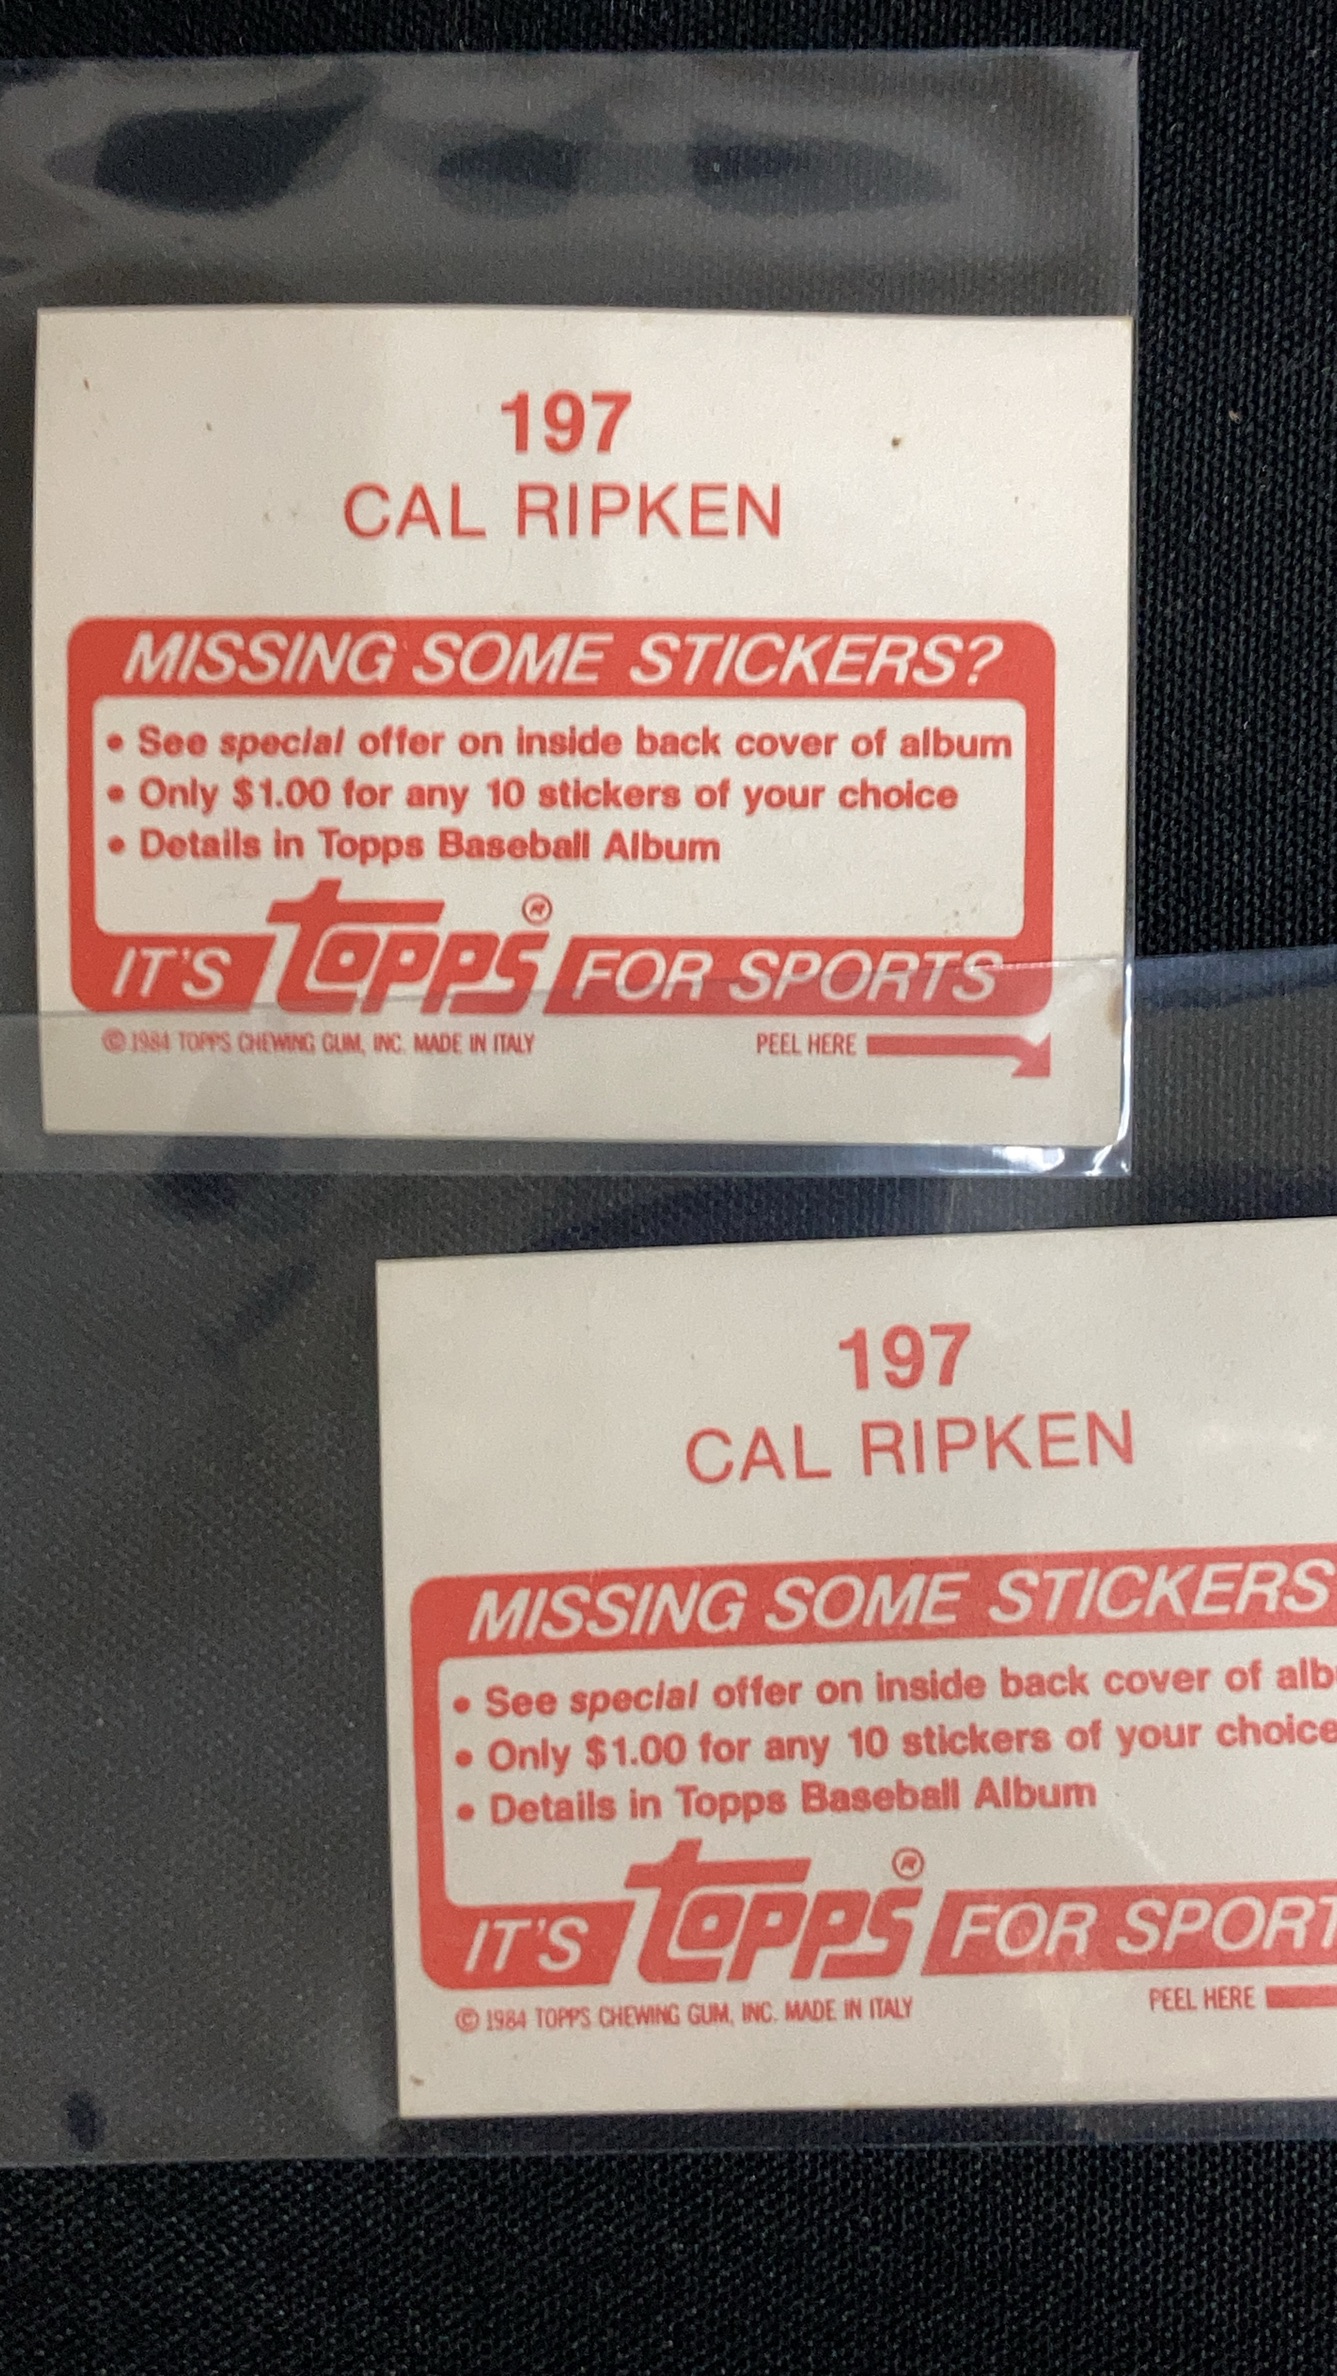 197
CAL RIPKEN
MISSING SOME STICKERS?
• See special offer on inside back cover of album
• Only $1.00 for any 10 stickers of your choice
• Details in Topps Baseball Album
IT'S topps® FOR SPORTS
© 1984 TOPPS CHEWING GUM, INC. MADE IN ITALY PEEL HERE
197
CAL RIPKEN
MISSING SOME STICKERS
• See special offer on inside back cover of alb
• Only $1.00 for any 10 stickers of your choice
• Details in Topps Baseball Album
IT'S topps® FOR SPORT
© 1984 TOPPS CHEWING GUM, INC. MADE IN ITALY PEEL HERE